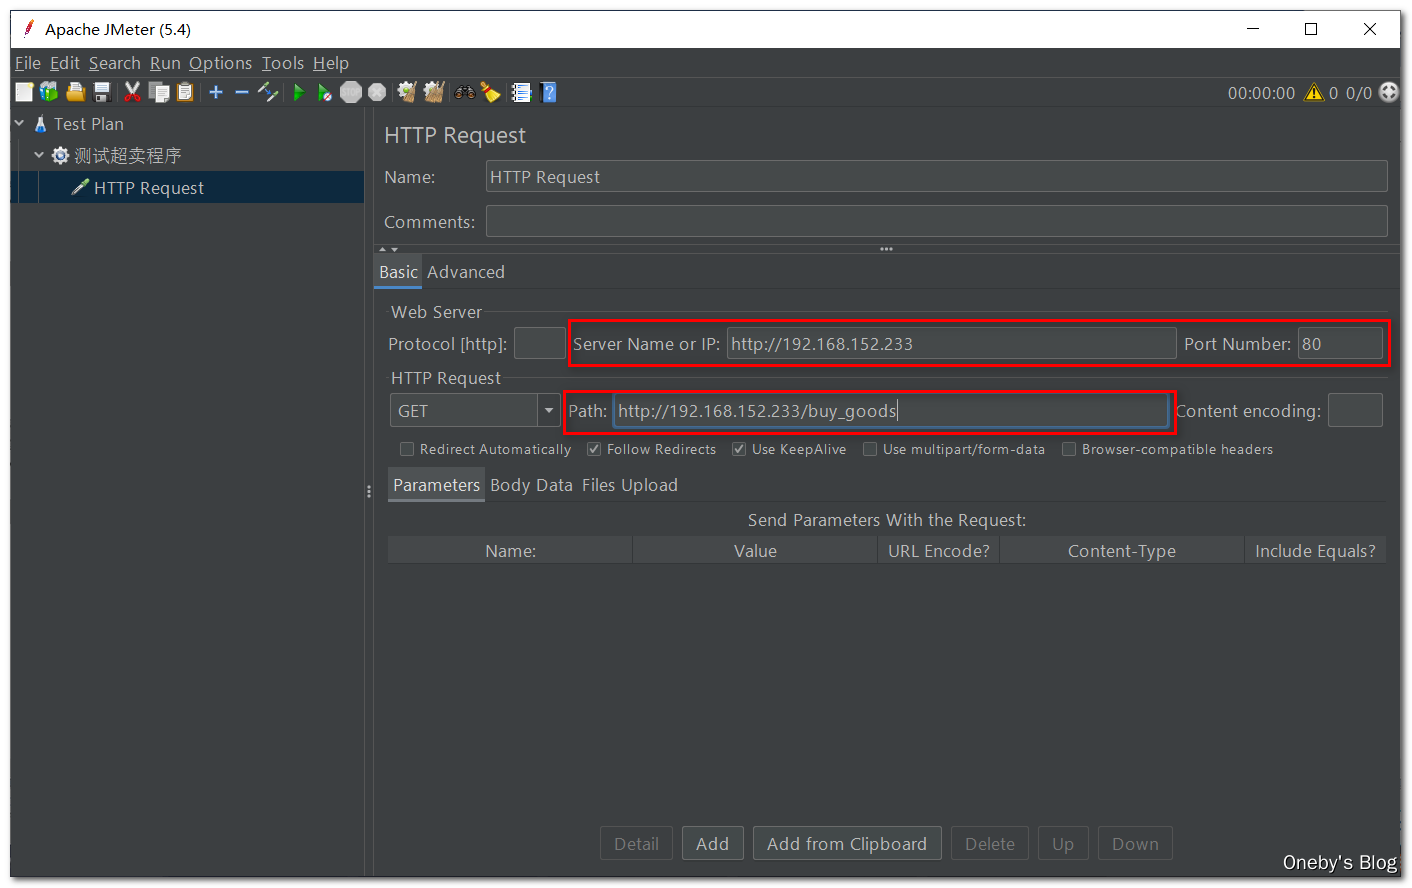 Apache JMeter (5.4)
File Edit Search Run Options Tools Help
00:00:00 0 0/0
Test Plan
测试超卖程序
HTTP Request
HTTP Request
Name: HTTP Request
Comments:
Basic Advanced
Web Server
Protocol [http]: Server Name or IP: http://192.168.152.233 Port Number: 80
HTTP Request
GET Path: http://192.168.152.233/buy_goods Content encoding:
Redirect Automatically Follow Redirects Use KeepAlive Use multipart/form-data Browser-compatible headers
Parameters Body Data Files Upload
Send Parameters With the Request:
Name: Value URL Encode? Content-Type Include Equals?
Detail Add Add from Clipboard Delete Up Down
Oneby's Blog